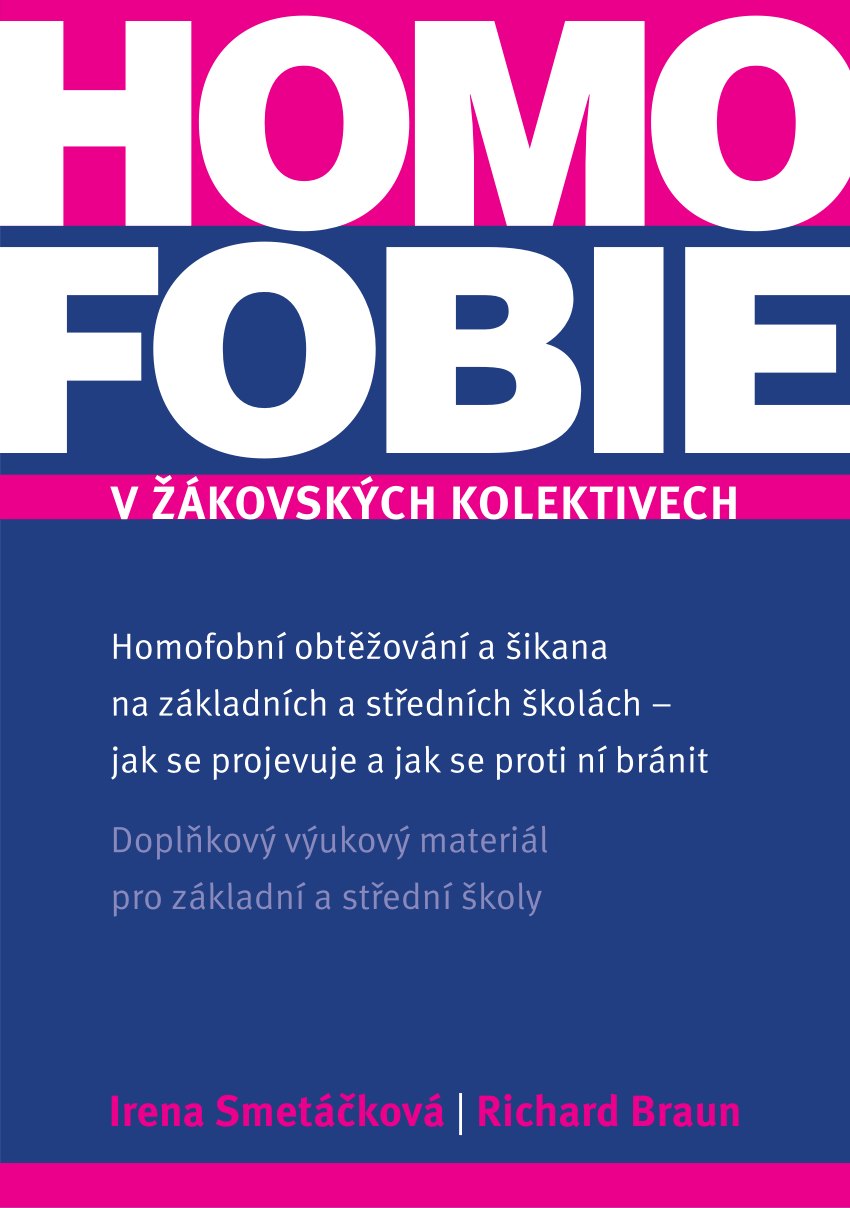 HOMO
FOBIE
V ŽÁKOVSKÝCH KOLEKTIVECH
Homofobní obtěžování a šikana
na základních a středních školách –
jak se projevuje a jak se proti ní bránit
Doplňkový výukový materiál
pro základní a střední školy
Irena Smetáčková | Richard Braun